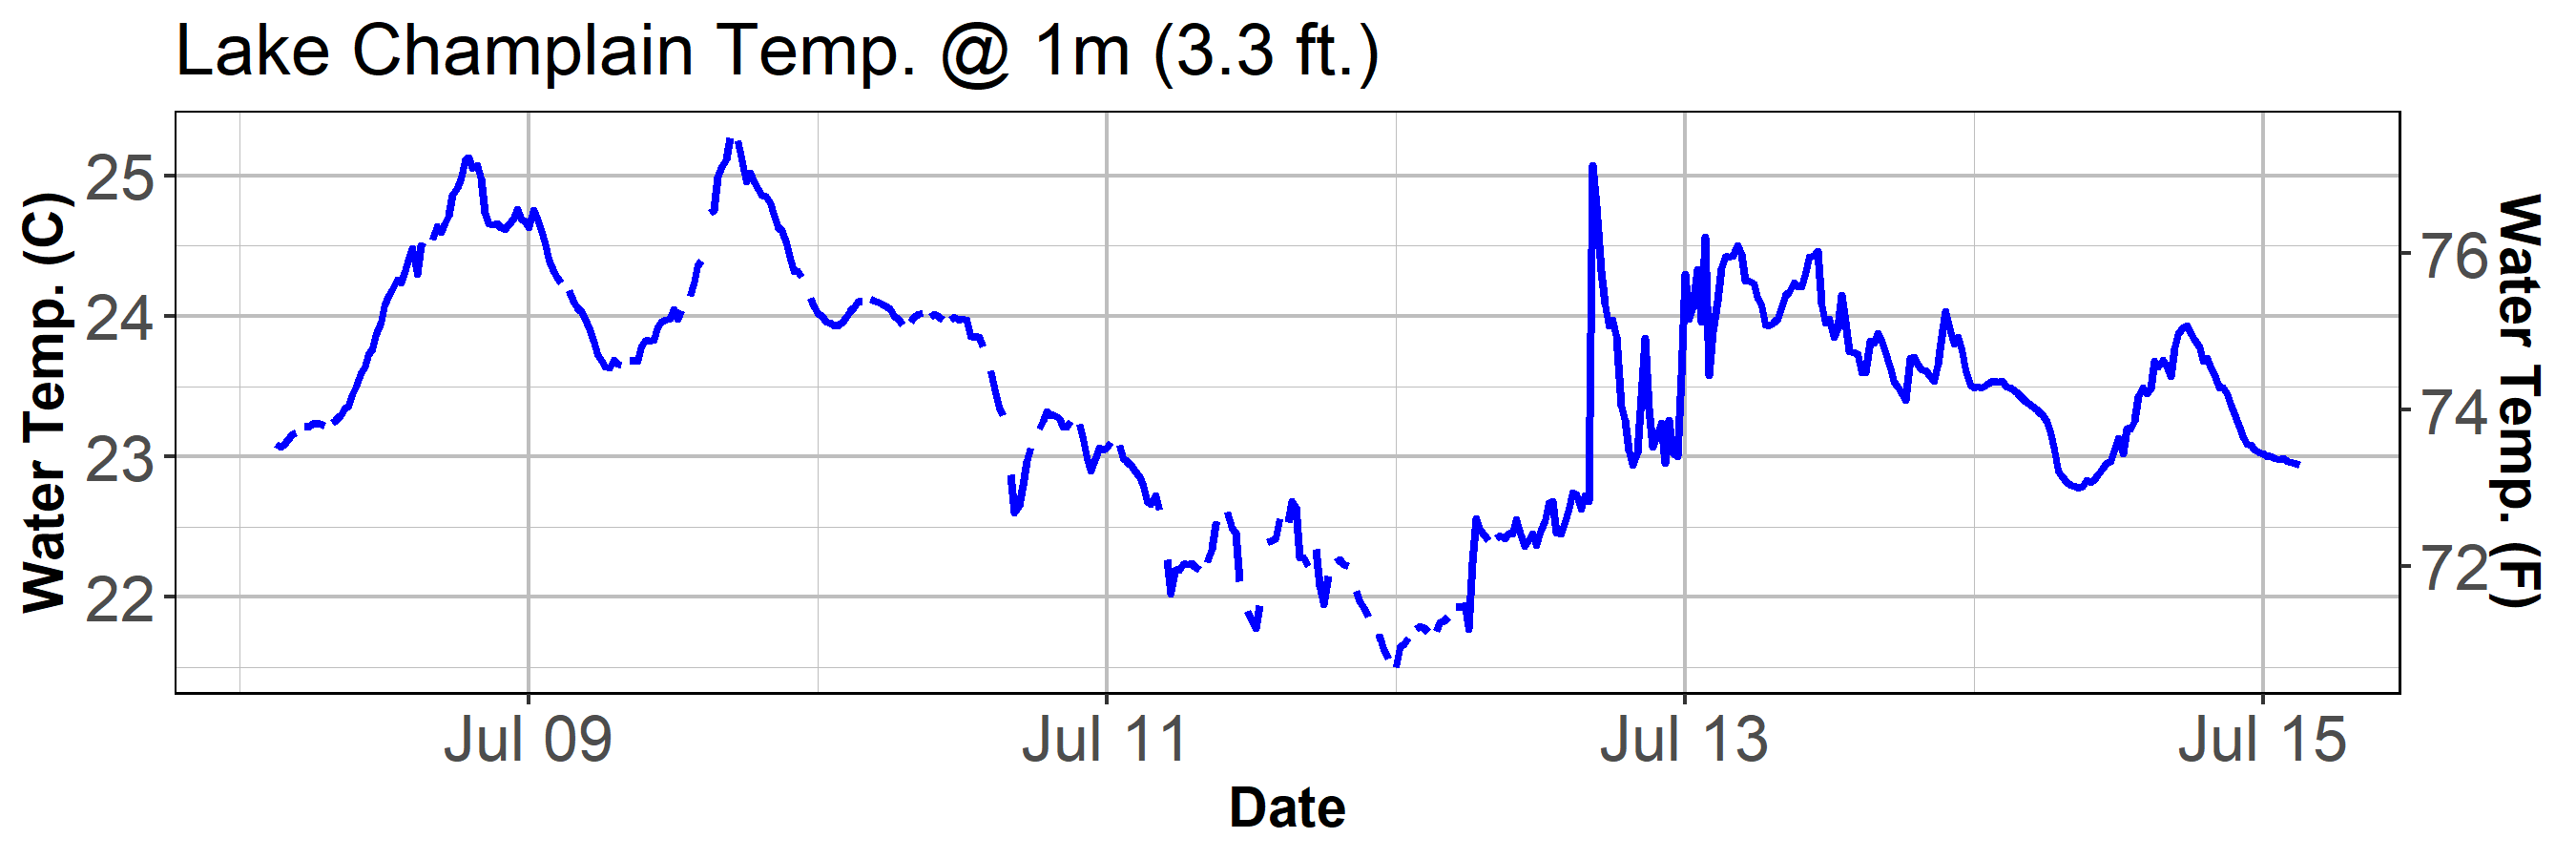 Lake Champlain Temp. @ 1m (3.3 ft.)
Water Temp. (C)
25
24
23
22
76
74
72
Water Temp. (F)
Jul 09
Jul 11
Jul 13
Jul 15
Date